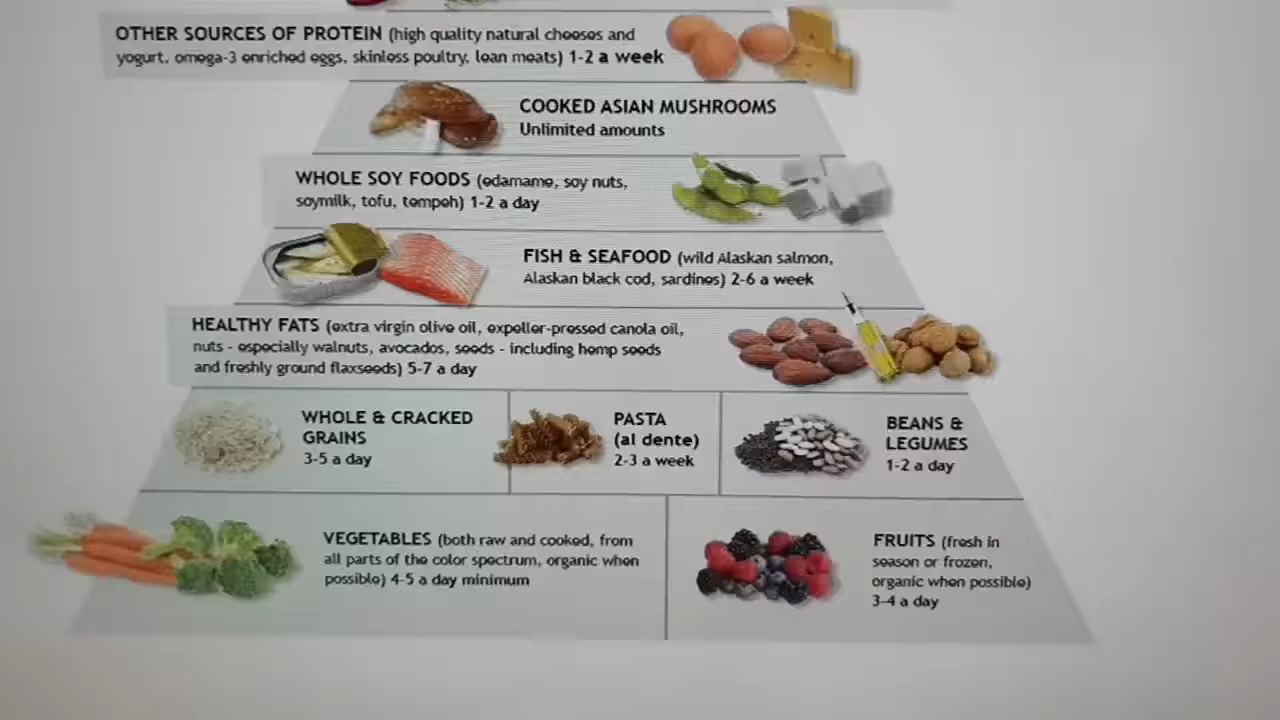 OTHER SOURCES OF PROTEIN (high quality natural cheeses and
yogurt, omega-3 enriched eggs, skinless poultry, lean meats) 1-2 a week
COOKED ASIAN MUSHROOMS
Unlimited amounts
WHOLE SOY FOODS (edamame, soy nuts,
soymilk, tofu, tempeh) 1-2 a day
FISH & SEAFOOD (wild Alaskan salmon,
Alaskan black cod, sardines) 2-6 a week
HEALTHY FATS (extra virgin olive oil, expeller-pressed canola oil,
nuts - especially walnuts, avocados, seeds - including hemp seeds
and freshly ground flaxseeds) 5-7 a day
WHOLE & CRACKED
GRAINS
3-5 a day
PASTA
(al dente)
2-3 a week
BEANS &
LEGUMES
1-2 a day
VEGETABLES (both raw and cooked, from
all parts of the color spectrum, organic when
possible) 4-5 a day minimum
FRUITS (fresh in
season or frozen,
organic when possible)
3-4 a day